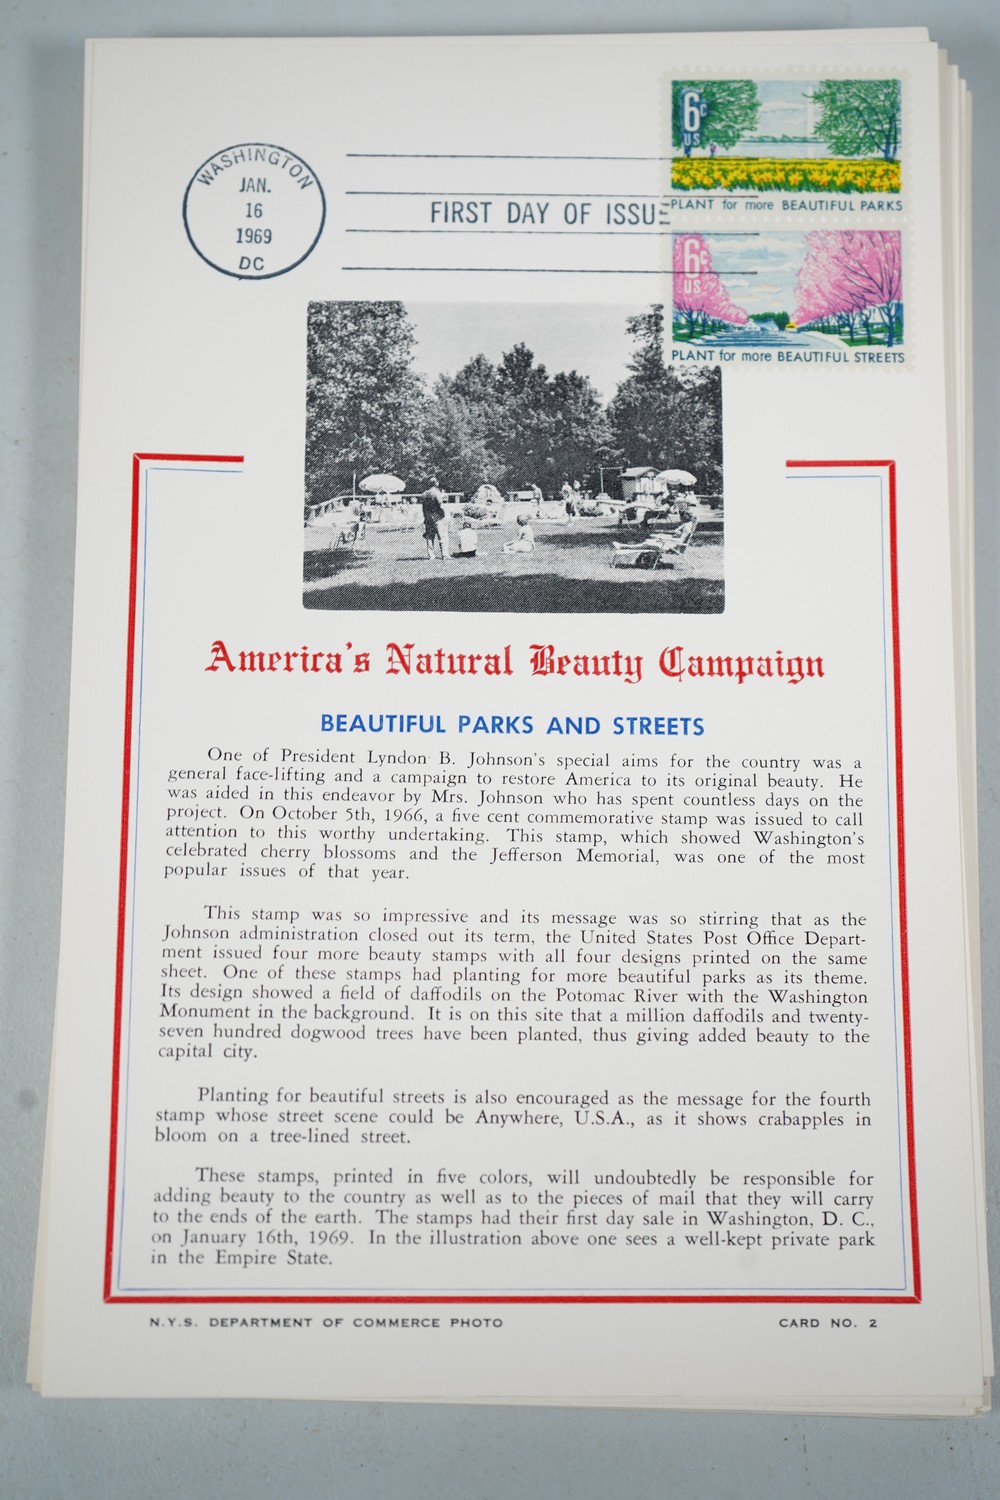 WASHINGTON
JAN.
16
1969
DC
FIRST DAY OF ISSUE
6c
US
PLANT for more BEAUTIFUL PARKS
6c
US
PLANT for more BEAUTIFUL STREETS
America's Natural Beauty Campaign
BEAUTIFUL PARKS AND STREETS
One of President Lyndon B. Johnson's special aims for the country was a
general face-lifting and a campaign to restore America to its original beauty. He
was aided in this endeavor by Mrs. Johnson who has spent countless days on the
project. On October 5th, 1966, a five cent commemorative stamp was issued to call
attention to this worthy undertaking. This stamp, which showed Washington's
celebrated cherry blossoms and the Jefferson Memorial, was one of the most
popular issues of that year.
This stamp was so impressive and its message was so stirring that as the
Johnson administration closed out its term, the United States Post Office Depart-
ment issued four more beauty stamps with all four designs printed on the same
sheet. One of these stamps had planting for more beautiful parks as its theme.
Its design showed a field of daffodils on the Potomac River with the Washington
Monument in the background. It is on this site that a million daffodils and twenty-
seven hundred dogwood trees have been planted, thus giving added beauty to the
capital city.
Planting for beautiful streets is also encouraged as the message for the fourth
stamp whose street scene could be Anywhere, U.S.A., as it shows crabapples in
bloom on a tree-lined street.
These stamps, printed in five colors, will undoubtedly be responsible for
adding beauty to the country as well as to the pieces of mail that they will carry
to the ends of the earth. The stamps had their first day sale in Washington, D. C.,
on January 16th, 1969. In the illustration above one sees a well-kept private park
in the Empire State.
N.Y.S. DEPARTMENT OF COMMERCE PHOTO
CARD NO. 2